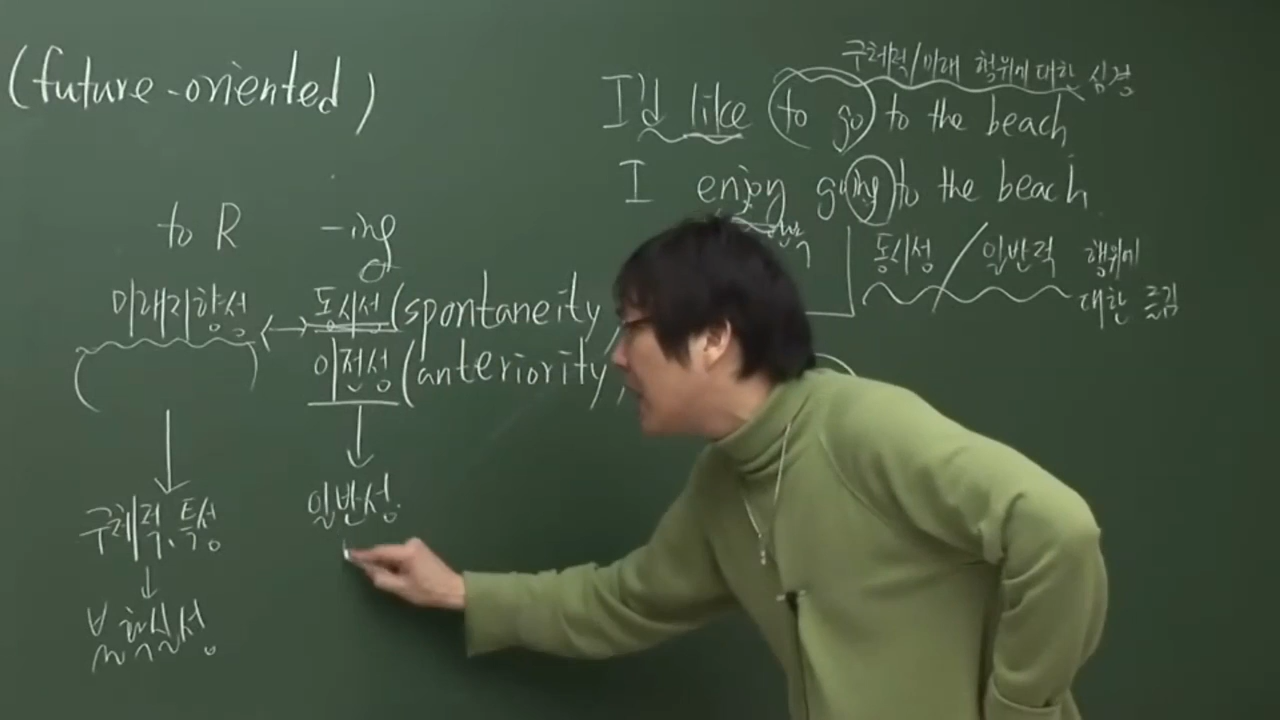 (future-oriented)
to R -ing
미래지향성 ↔ 동시성 (spontaneity
이전성 (anteriority,
↓ ↓
구체적, 특성 일반성
↓
불확실성
구체적/미래 행위에 대한 심경
I'd like to go to the beach
I enjoy going to the beach.
동시성 / 일반적 행위에
대한 즐김